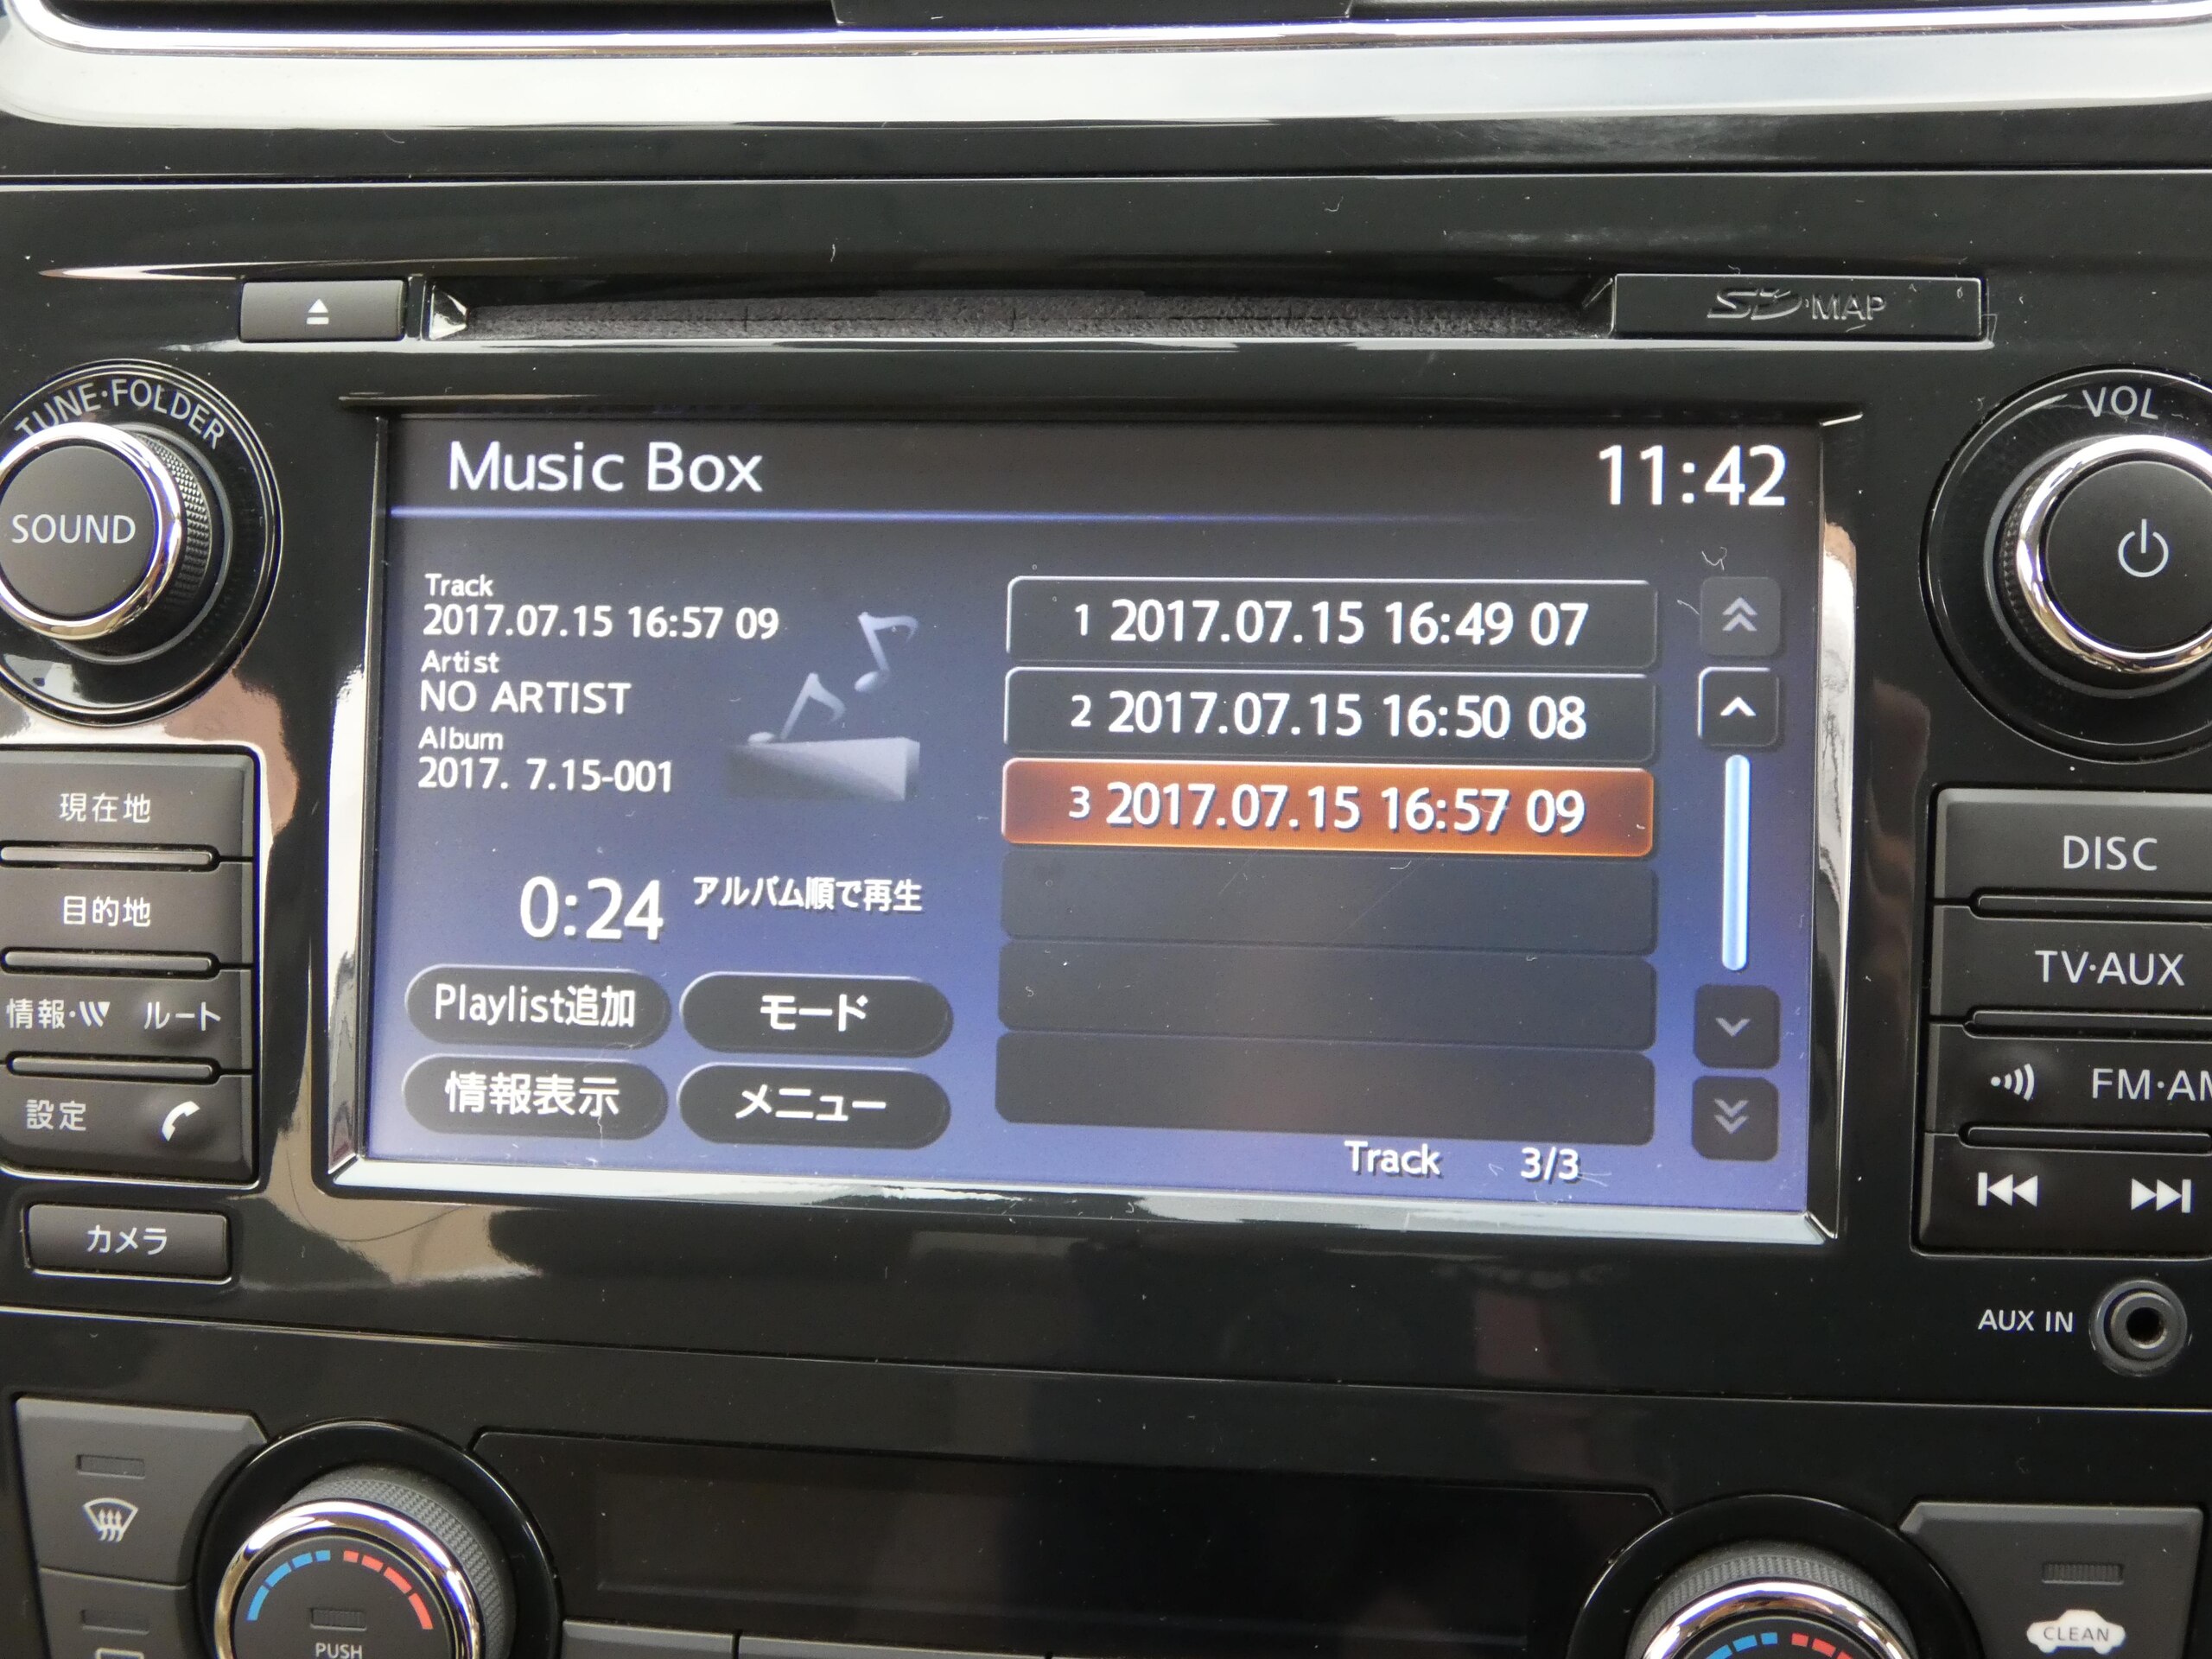 SD·MAP
TUNE·FOLDER
SOUND
VOL
Music Box
11:42
Track
2017.07.15 16:57 09
Artist
NO ARTIST
Album
2017. 7.15-001
0:24 アルバム順で再生
Playlist追加
モード
情報表示
メニュー
1 2017.07.15 16:49 07
2 2017.07.15 16:50 08
3 2017.07.15 16:57 09
Track 3/3
現在地
目的地
情報· ルート
設定
カメラ
DISC
TV·AUX
FM·AM
AUX IN
PUSH
CLEAN